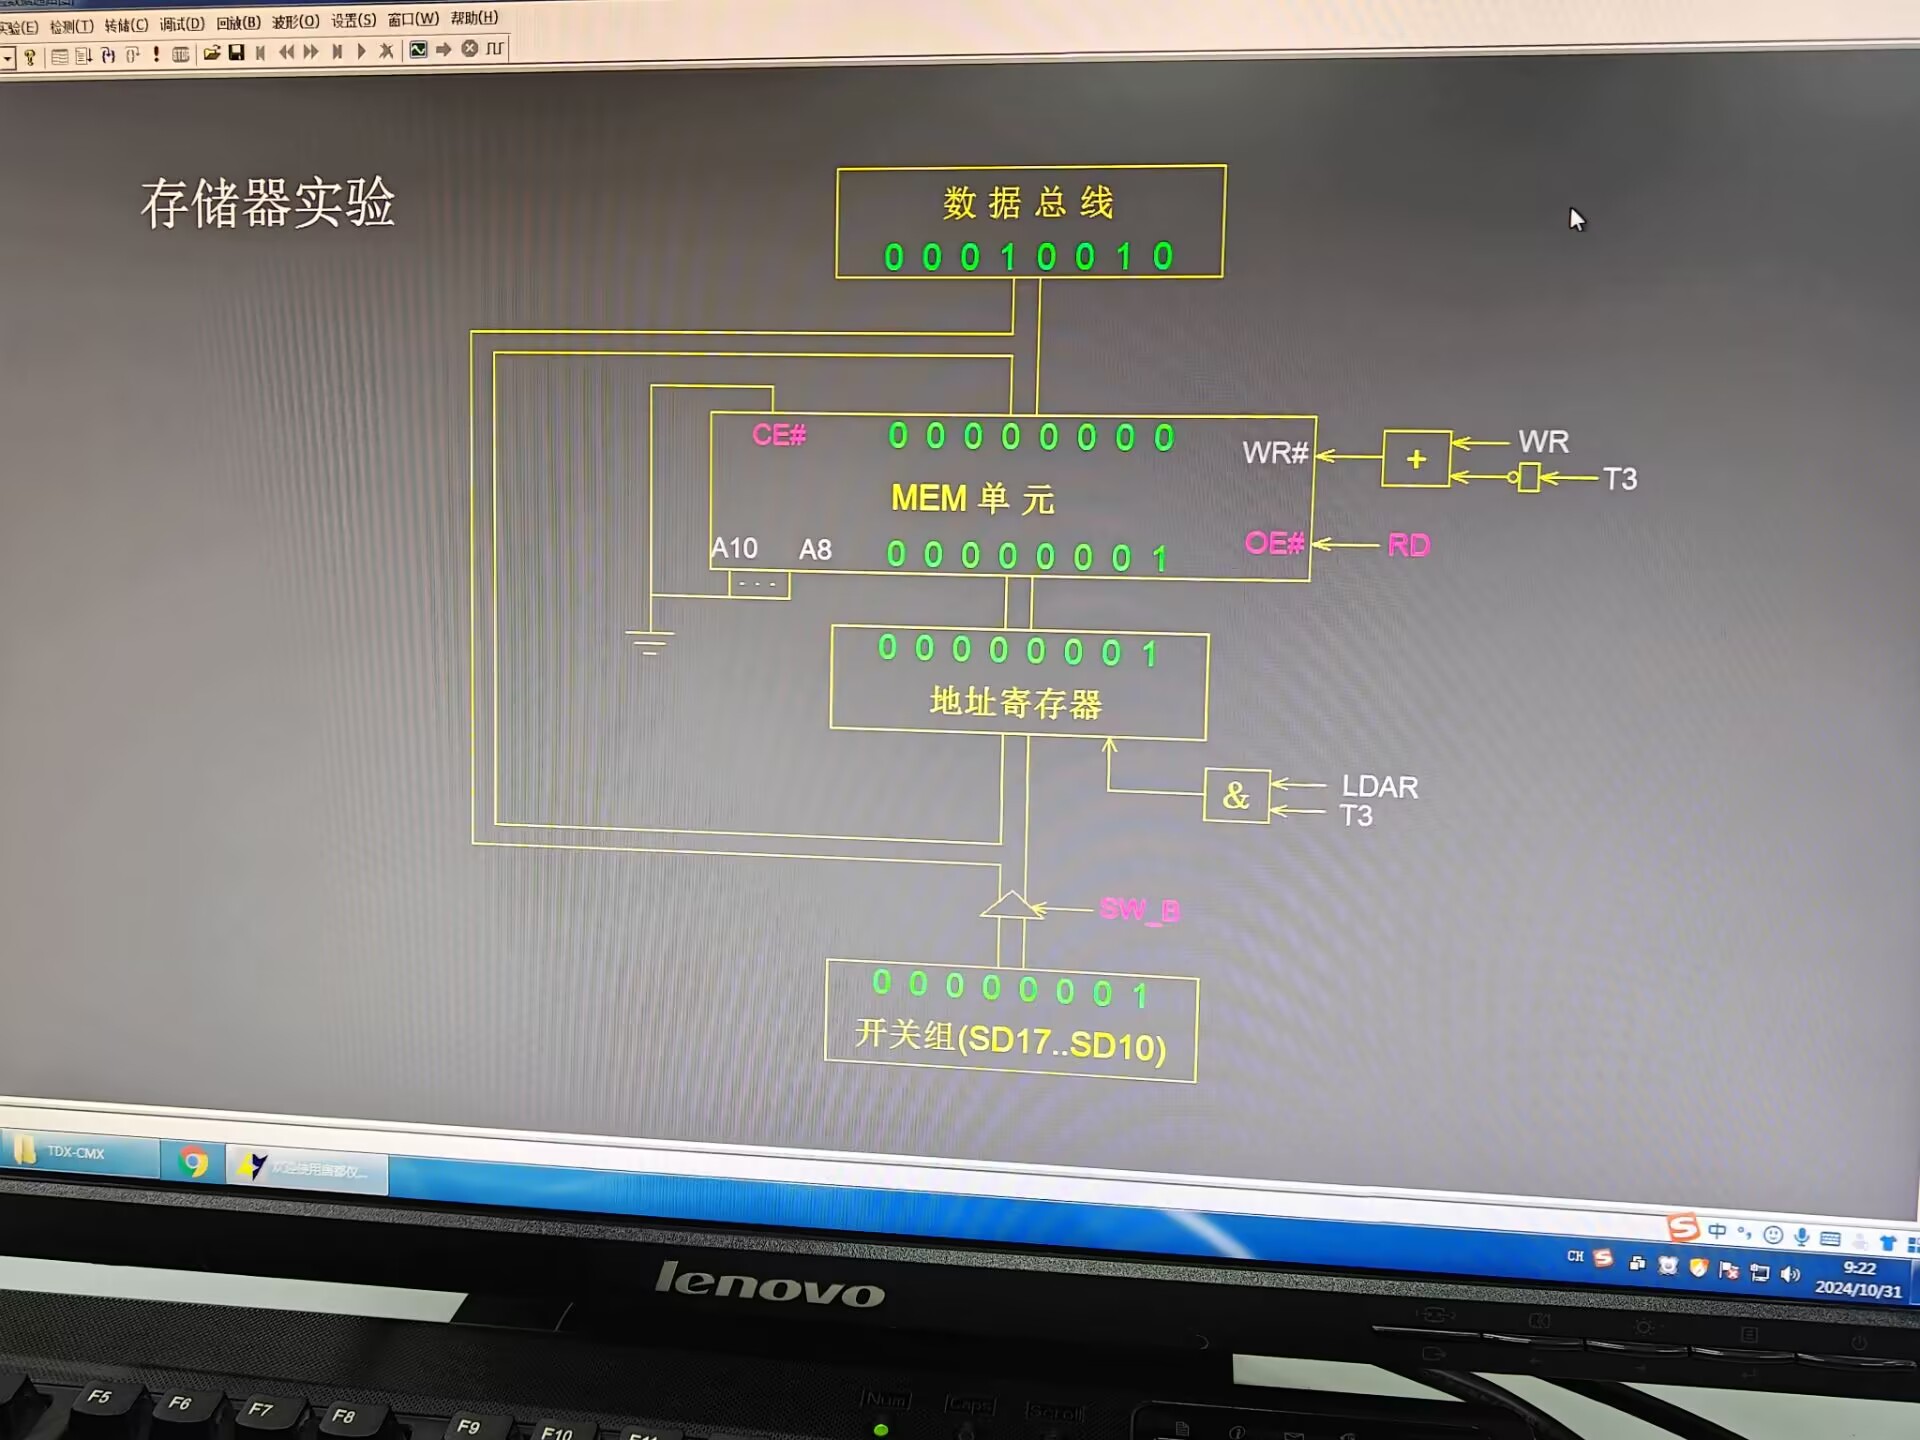 实验(E) 检测(T) 转储(C) 调试(D) 回放(B) 波形(O) 设置(S) 窗口(W) 帮助(H)
存储器实验
数据总线
0 0 0 1 0 0 1 0
CE#
0 0 0 0 0 0 0 0
WR#
+
WR
T3
MEM 单元
A10
A8
0 0 0 0 0 0 0 1
OE#
RD
0 0 0 0 0 0 0 1
地址寄存器
&
LDAR
T3
SW_B
0 0 0 0 0 0 0 1
开关组(SD17..SD10)
TDX-CMX
中
CH
9:22
2024/10/31
lenovo
Num
Caps
Scroll
F5
F6
F7
F8
F9
F10